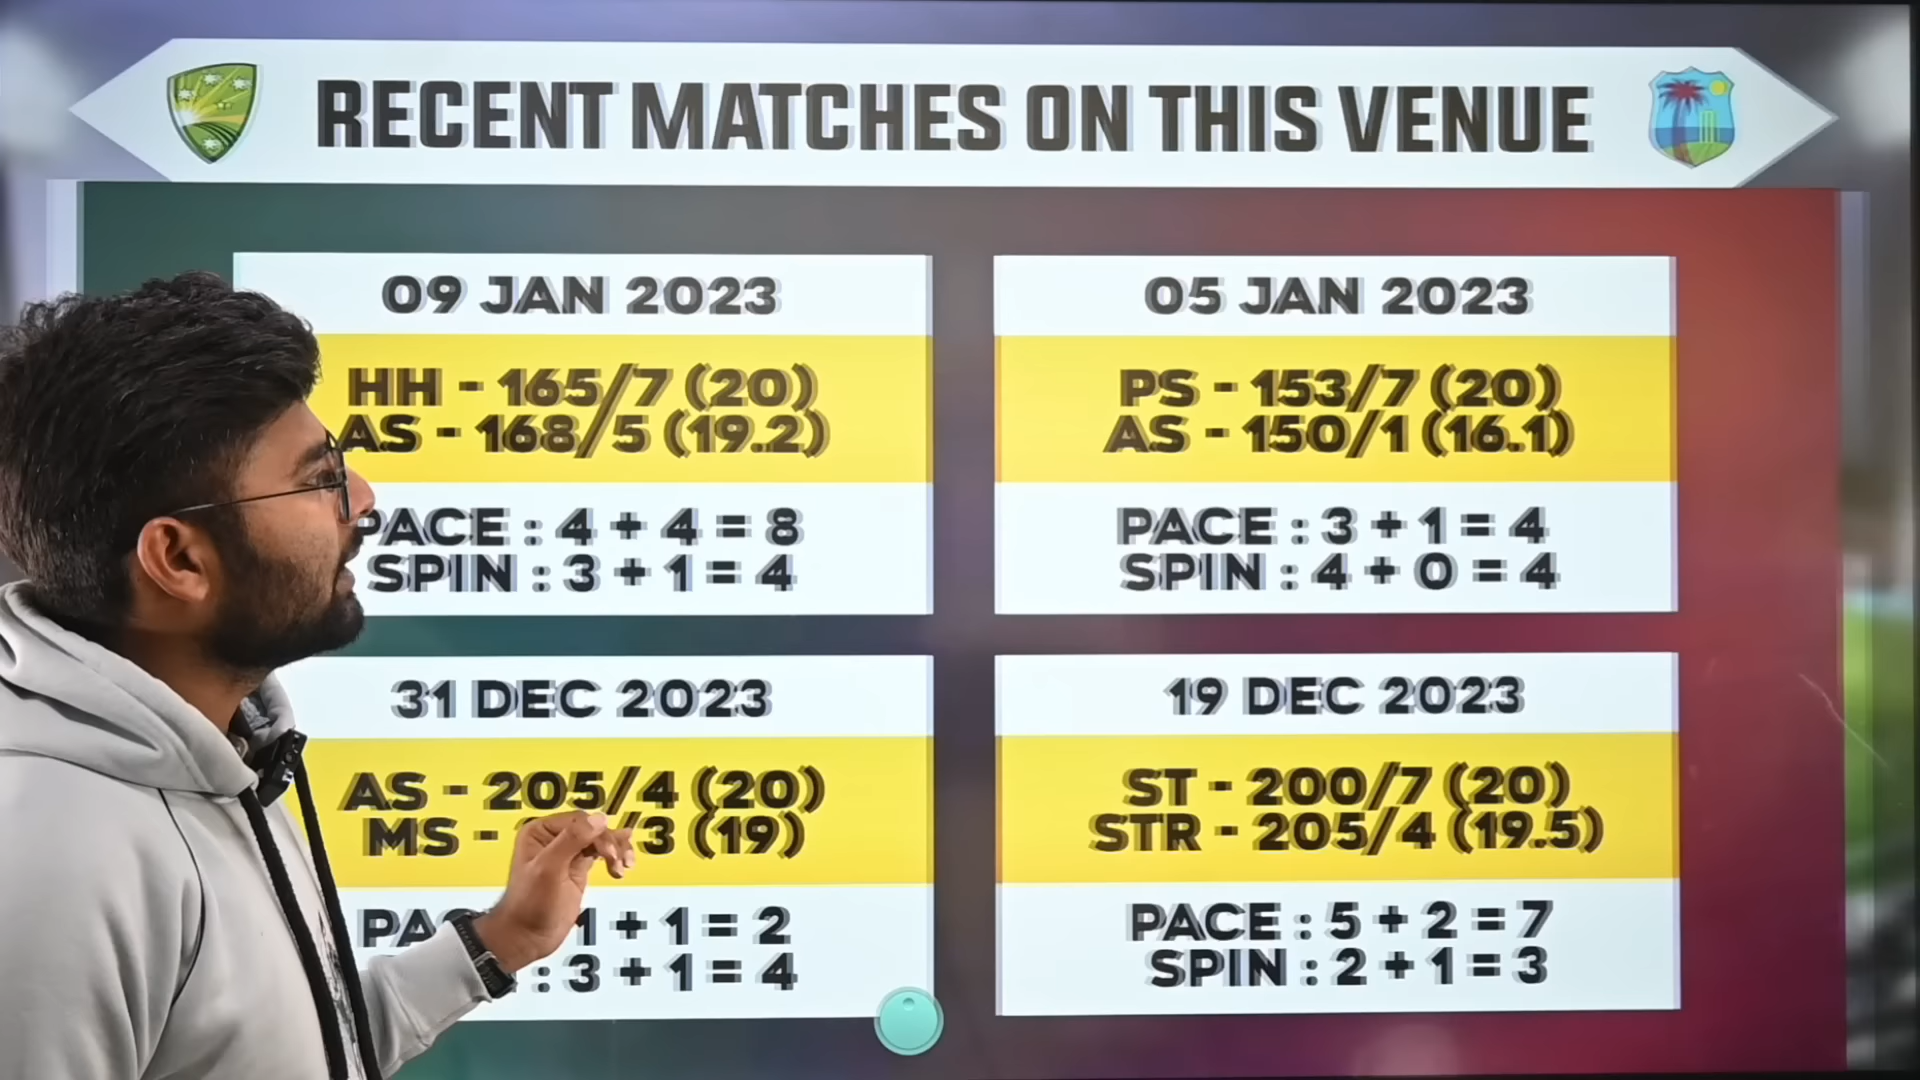 RECENT MATCHES ON THIS VENUE
09 JAN 2023
HH - 165/7 (20)
AS - 168/5 (19.2)
PACE : 4 + 4 = 8
SPIN : 3 + 1 = 4
05 JAN 2023
PS - 153/7 (20)
AS - 150/1 (16.1)
PACE : 3 + 1 = 4
SPIN : 4 + 0 = 4
31 DEC 2023
AS - 205/4 (20)
MS - /3 (19)
1 + 1 = 2
: 3 + 1 = 4
19 DEC 2023
ST - 200/7 (20)
STR - 205/4 (19.5)
PACE : 5 + 2 = 7
SPIN : 2 + 1 = 3